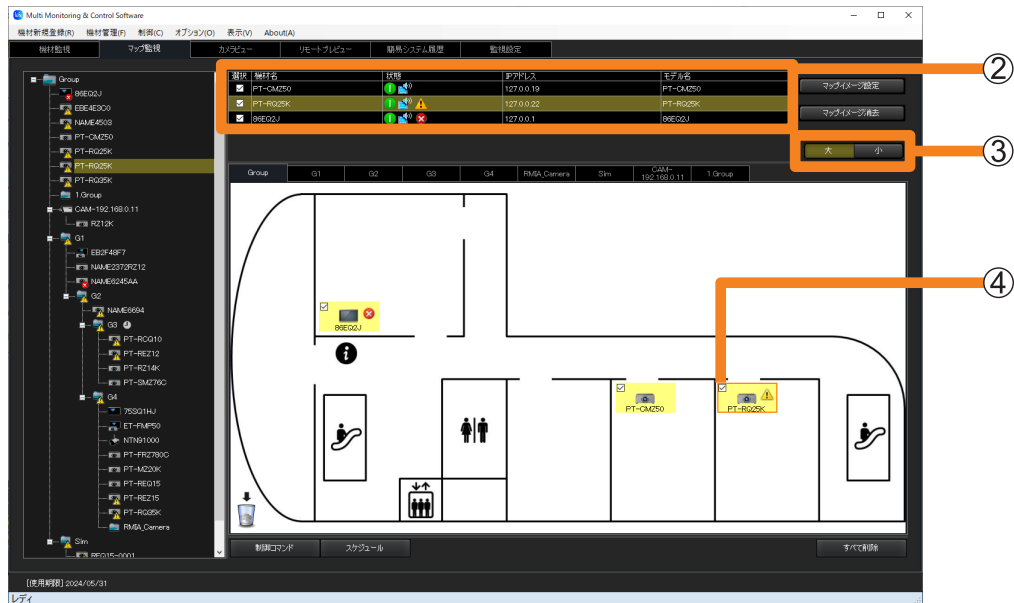 Multi Monitoring & Control Software
機材新規登録(R) 機材管理(F) 制御(C) オプション(O) 表示(V) About(A)
機材監視 マップ監視 カメラビュー リモートプレビュー 簡易システム履歴 監視設定
Group
86EQ2J
EBE4E3C0
NAME4503
PT-CMZ50
PT-RQ25K
PT-RQ25K
PT-RQ35K
1.Group
CAM-192.168.0.11
RZ12K
G1
EB2F48F7
NAME2372RZ12
NAME6245AA
G2
NAME6694
G3
PT-RCQ10
PT-REZ12
PT-RZ14K
PT-SMZ76C
G4
75SQ1HJ
ET-FMP50
NTN91000
PT-FRZ780C
PT-MZ20K
PT-REQ15
PT-REZ15
PT-RQ35K
RMIA_Camera
Sim
REQ15-0001
選択 機材名 状態 IPアドレス モデル名
PT-CMZ50 127.0.0.19 PT-CMZ50
PT-RQ25K 127.0.0.22 PT-RQ25K
86EQ2J 127.0.0.1 86EQ2J
マップイメージ設定
マップイメージ消去
大 小
②
③
④
Group G1 G2 G3 G4 RMIA_Camera Sim CAM-192.168.0.11 1.Group
86EQ2J
PT-CMZ50
PT-RQ25K
制御コマンド スケジュール すべて削除
[使用期限] 2024/05/31
レディ